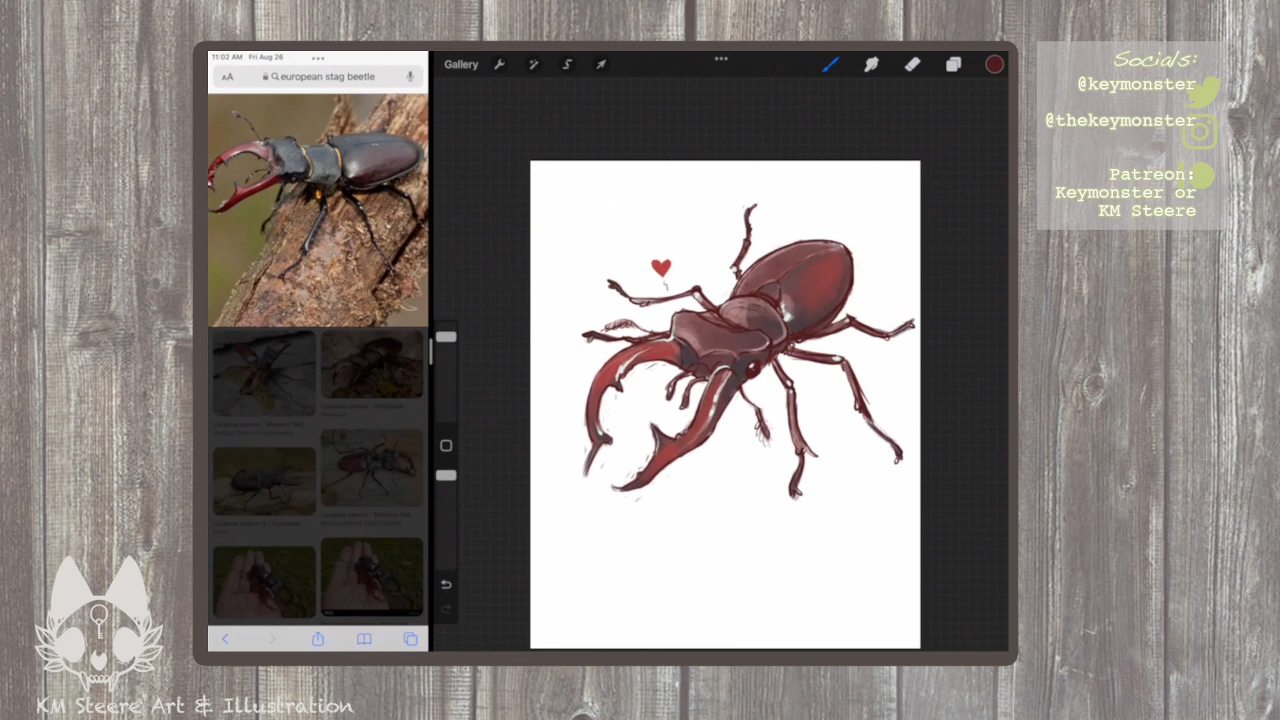 11:02 AM Fri Aug 26
AA
european stag beetle
Gallery
Socials:
@keymonster
@thekeymonster
Patreon:
Keymonster or
KM Steere
KM Steere Art & Illustration